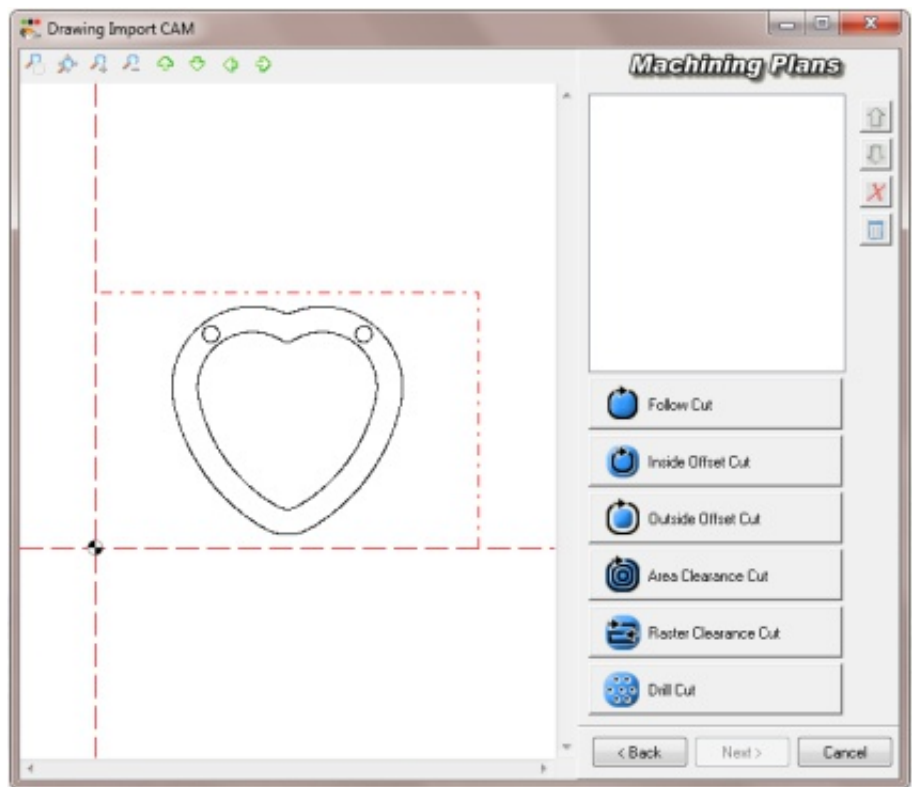 Drawing Import CAM
Machining Plans
Follow Cut
Inside Offset Cut
Outside Offset Cut
Area Clearance Cut
Raster Clearance Cut
Drill Cut
< Back
Next >
Cancel